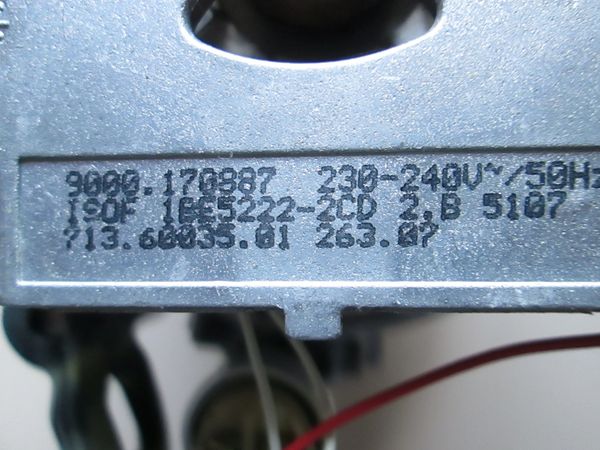 9000.170987 230-240V~/50Hz
ISOF 1BE5222-2CD 2,B 5107
713.60035.01 263.07